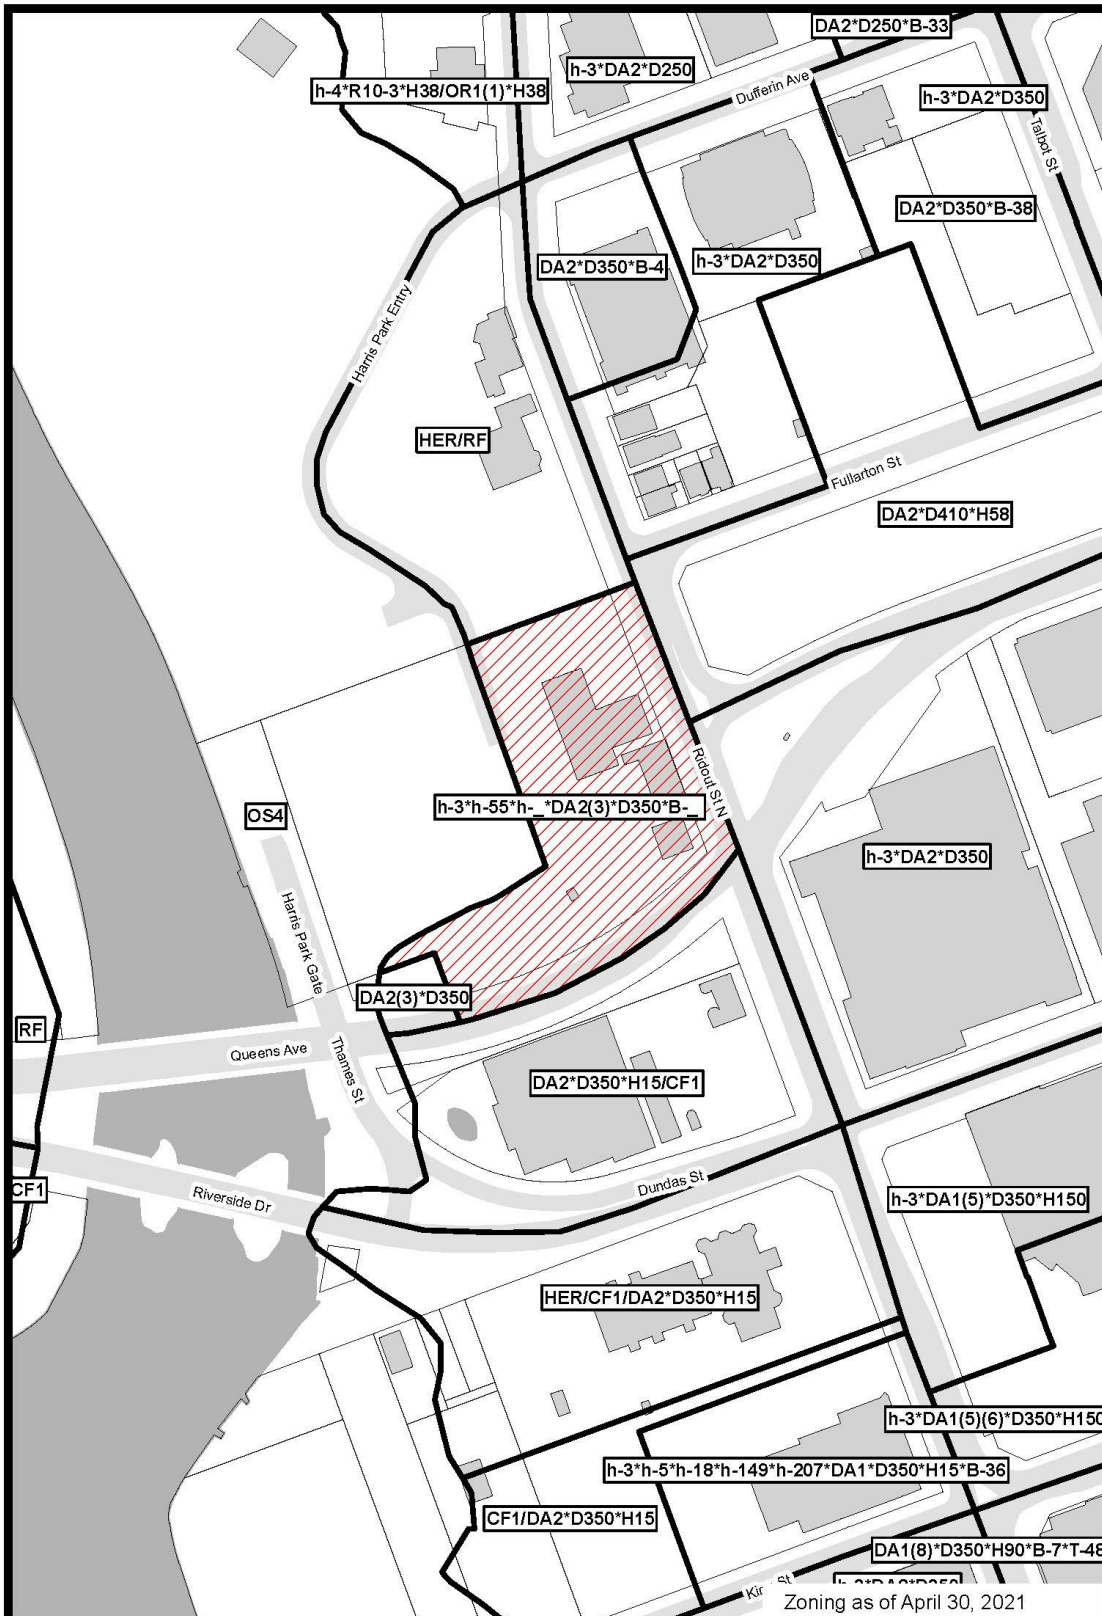 DA2*D250*B-33
h-3*DA2*D250
h-4*R10-3*H38/OR1(1)*H38
Dufferin Ave
h-3*DA2*D350
Talbot St
DA2*D350*B-38
DA2*D350*B-4
h-3*DA2*D350
Harris Park Entry
HER/RF
Fullarton St
DA2*D410*H58
Ridout St N
h-3*h-55*h-_*DA2(3)*D350*B-_
OS4
h-3*DA2*D350
Harris Park Gate
DA2(3)*D350
RF
Queens Ave
Thames St
DA2*D350*H15/CF1
CF1
Riverside Dr
Dundas St
h-3*DA1(5)*D350*H150
HER/CF1/DA2*D350*H15
h-3*DA1(5)(6)*D350*H150
h-3*h-5*h-18*h-149*h-207*DA1*D350*H15*B-36
CF1/DA2*D350*H15
DA1(8)*D350*H90*B-7*T-48
h-3*DA2*D350
St
Zoning as of April 30, 2021